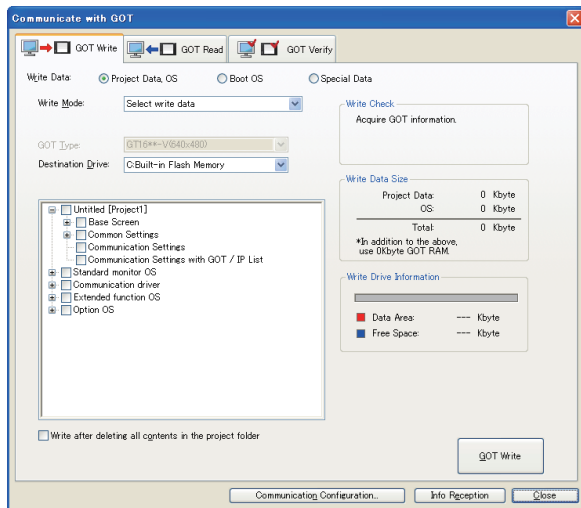 Communicate with GOT
GOT Write
GOT Read
GOT Verify
Write Data:
Project Data, OS
Boot OS
Special Data
Write Mode:
Select write data
GOT Type:
GT16**-V(640x480)
Destination Drive:
C:Built-in Flash Memory
Untitled [Project1]
Base Screen
Common Settings
Communication Settings
Communication Settings with GOT / IP List
Standard monitor OS
Communication driver
Extended function OS
Option OS
Write after deleting all contents in the project folder
Write Check
Acquire GOT information.
Write Data Size
Project Data: 0 Kbyte
OS: 0 Kbyte
Total: 0 Kbyte
*In addition to the above,
use 0Kbyte GOT RAM.
Write Drive Information
Data Area: --- Kbyte
Free Space: --- Kbyte
GOT Write
Communication Configuration...
Info Reception
Close